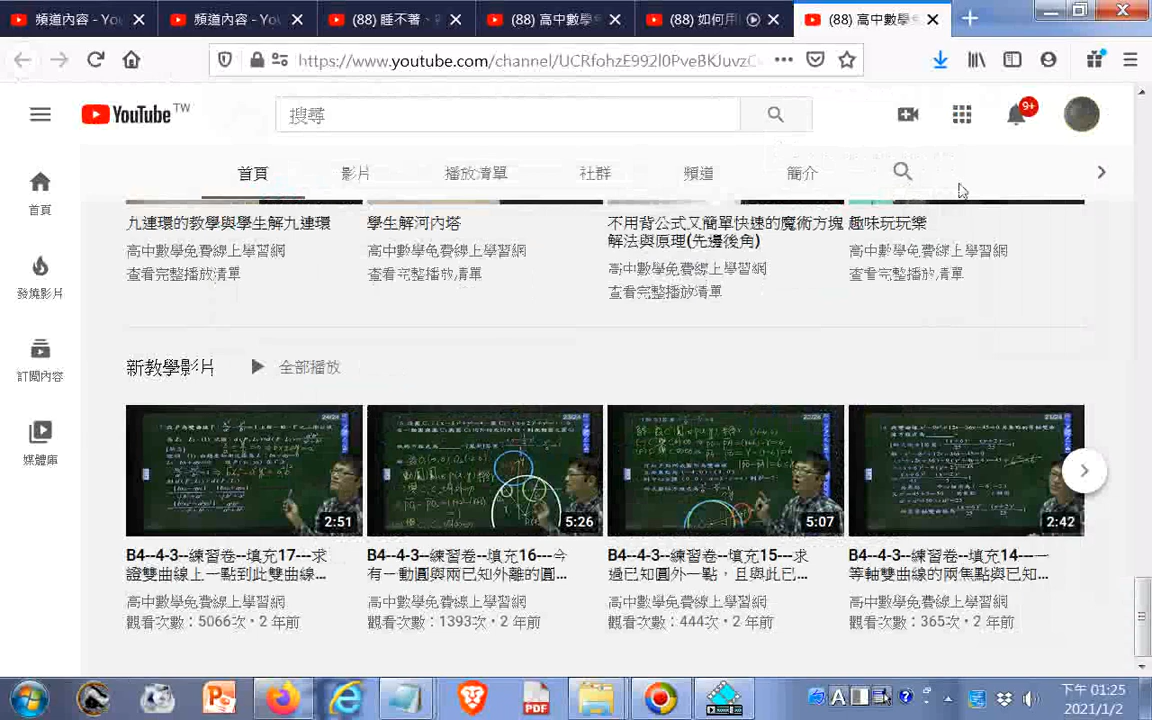 頻道內容 - You
頻道內容 - You
(88) 睡不著、
(88) 高中數學
(88) 如何用
(88) 高中數學
https://www.youtube.com/channel/UCRfohzE992l0PveBKJuvzC
YouTube TW
搜尋
9+
首頁
影片
播放清單
社群
頻道
簡介
首頁
發燒影片
訂閱內容
媒體庫
九連環的教學與學生解九連環
高中數學免費線上學習網
查看完整播放清單
學生解河內塔
高中數學免費線上學習網
查看完整播放清單
不用背公式又簡單快速的魔術方塊
解法與原理(先邊後角)
高中數學免費線上學習網
查看完整播放清單
趣味玩玩樂
高中數學免費線上學習網
查看完整播放清單
新教學影片
全部播放
2:51
5:26
5:07
2:42
B4--4-3--練習卷--填充17---求
證雙曲線上一點到此雙曲線...
高中數學免費線上學習網
觀看次數：5066次 • 2 年前
B4--4-3--練習卷--填充16---今
有一動圓與兩已知外離的圓...
高中數學免費線上學習網
觀看次數：1393次 • 2 年前
B4--4-3--練習卷--填充15---求
過已知圓外一點，且與此已...
高中數學免費線上學習網
觀看次數：444次 • 2 年前
B4--4-3--練習卷--填充14---一
等軸雙曲線的兩焦點與已知...
高中數學免費線上學習網
觀看次數：365次 • 2 年前
PDF
A
下午 01:25
2021/1/2